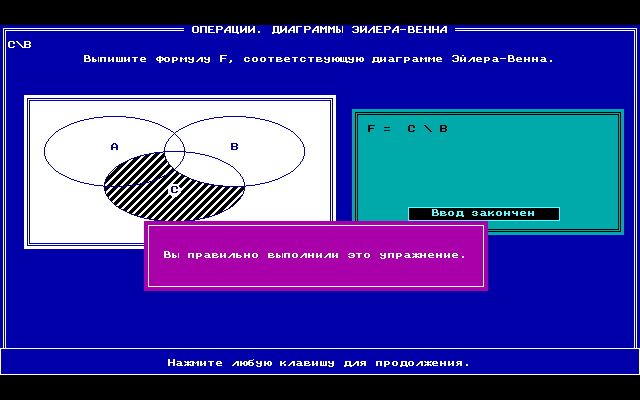 ОПЕРАЦИИ. ДИАГРАММЫ ЭЙЛЕРА-ВЕННА
C\B
Выпишите формулу F, соответствующую диаграмме Эйлера-Венна.
A
B
C
F = C \ B
Ввод закончен
Вы правильно выполнили это упражнение.
Нажмите любую клавишу для продолжения.